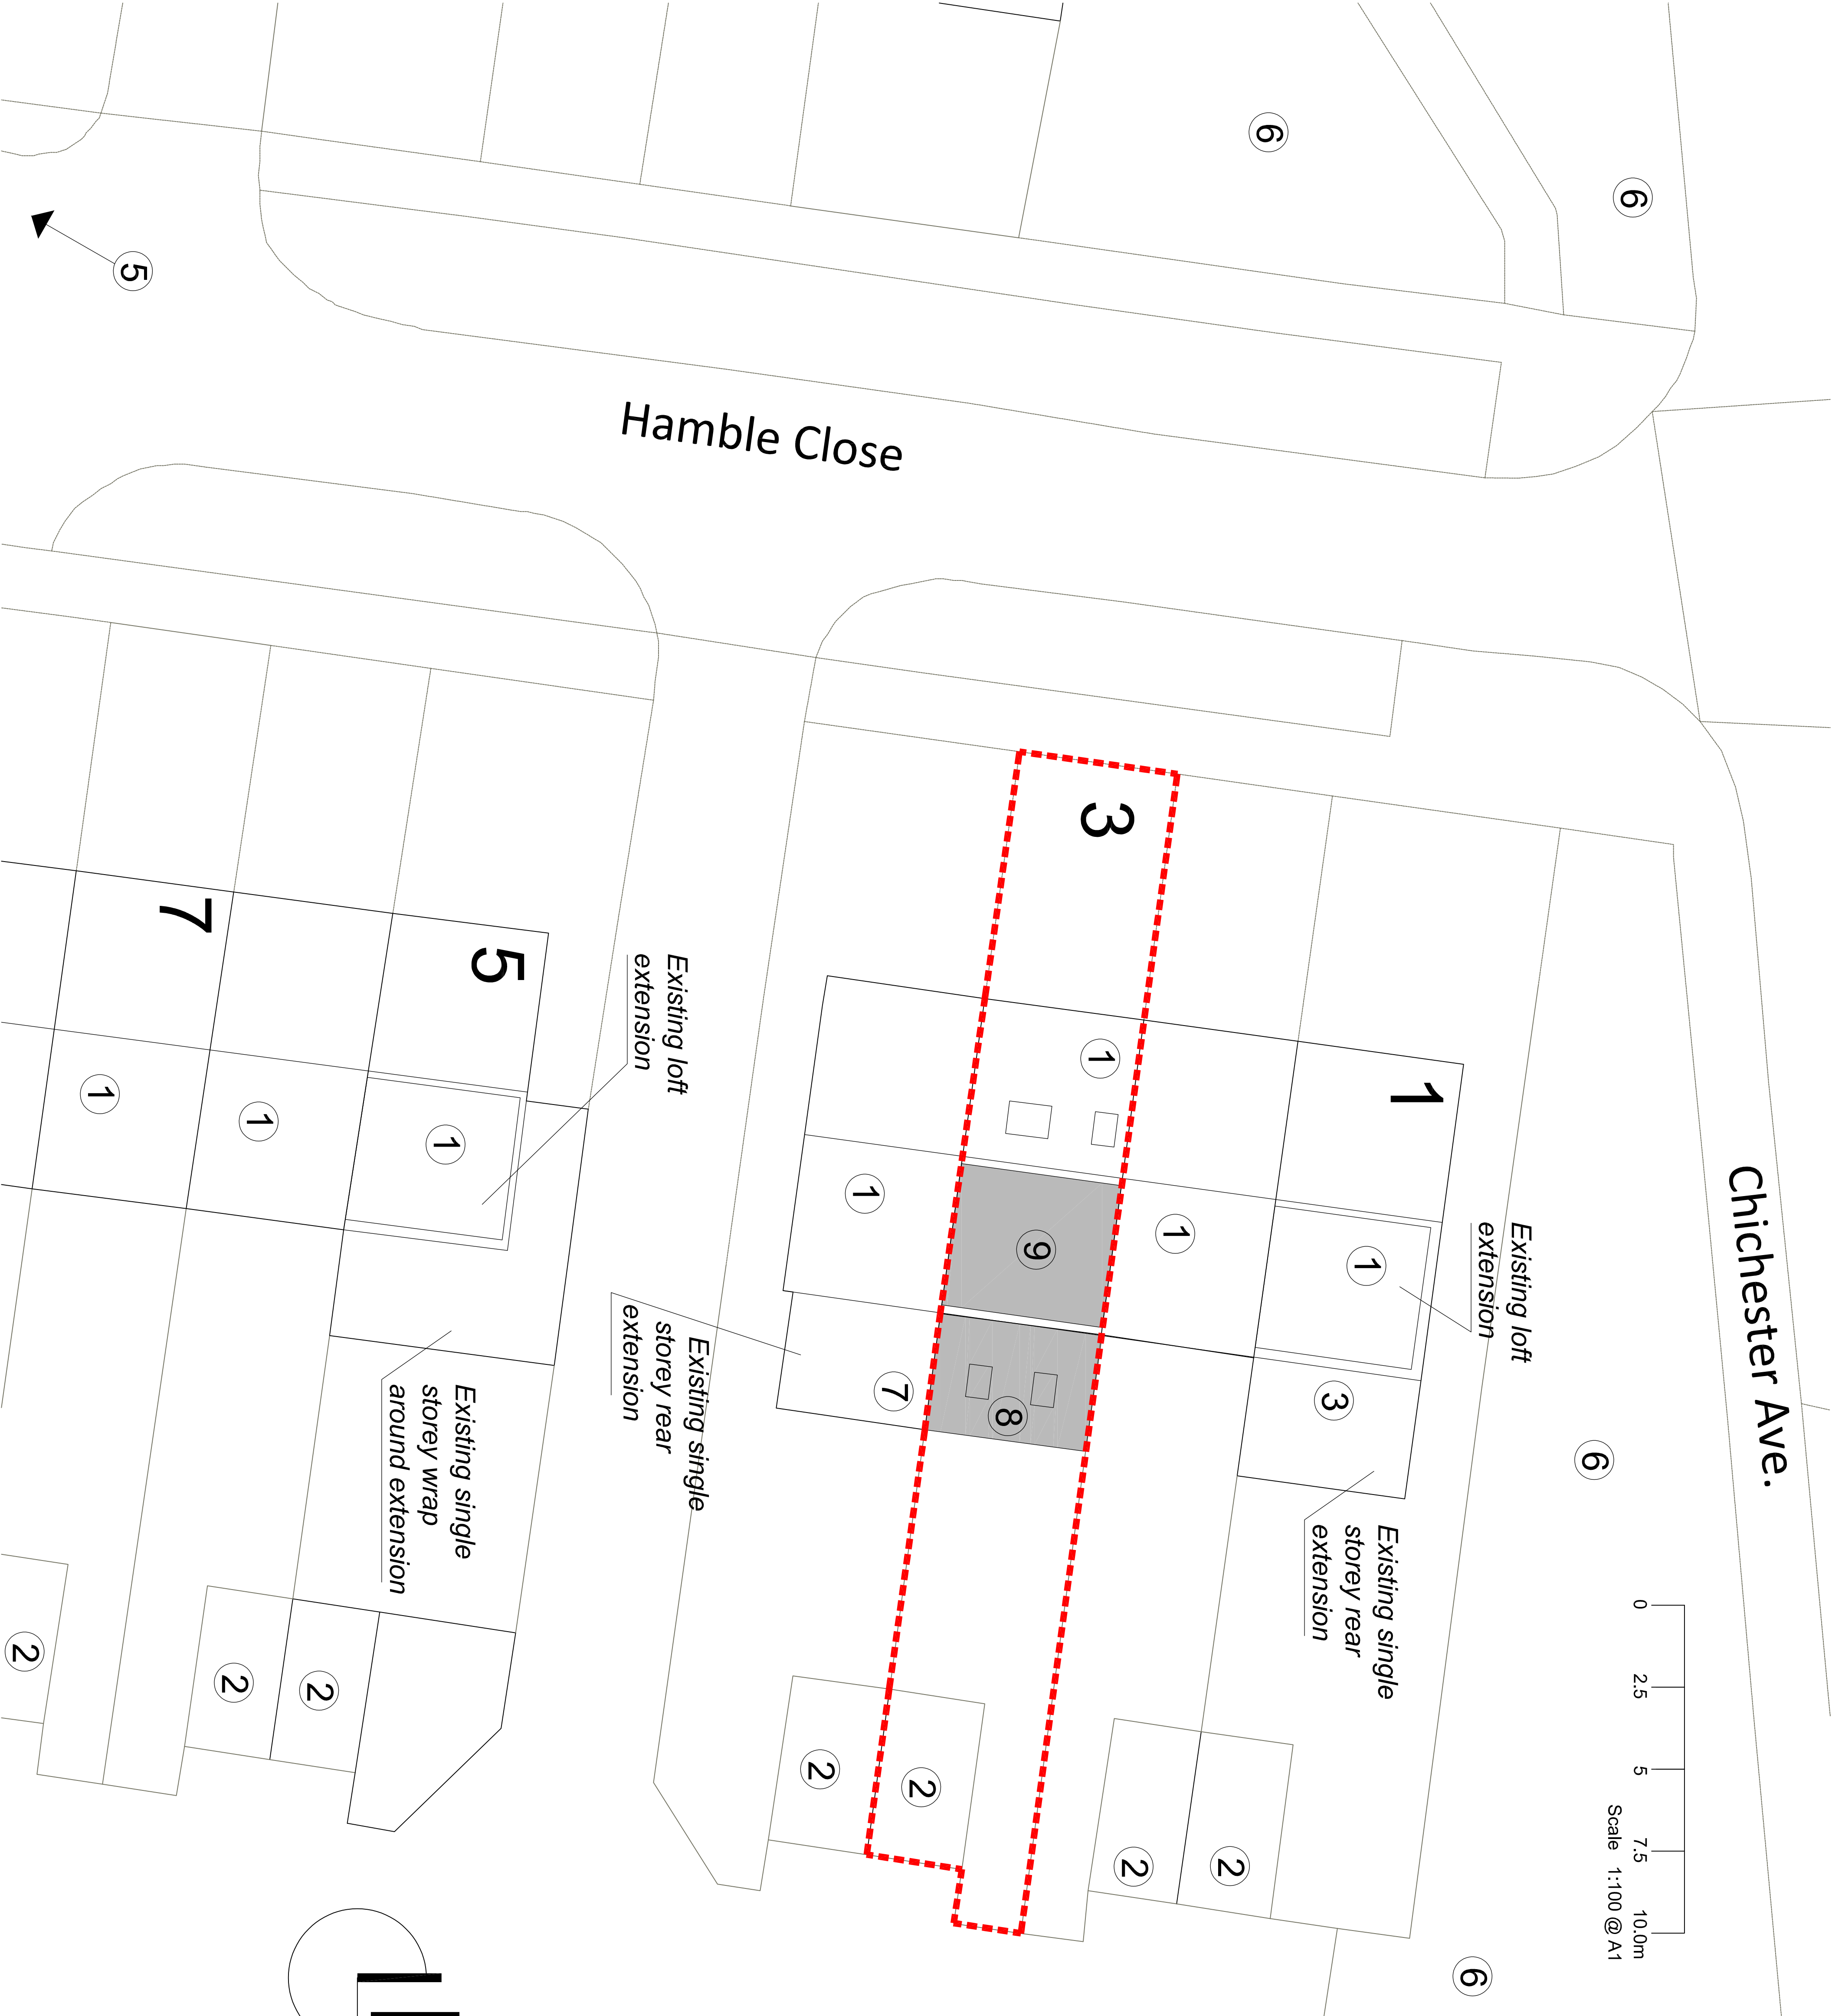 Chichester Ave.
Hamble Close
0
2.5
5
7.5
10.0m
Scale 1:100 @ A1
6
6
6
6
5
3
1
5
7
Existing loft
extension
Existing single
storey rear
extension
Existing loft
extension
Existing single
storey rear
extension
Existing single
storey wrap
around extension
1
1
1
1
1
1
1
3
9
8
7
2
2
2
2
2
2
2